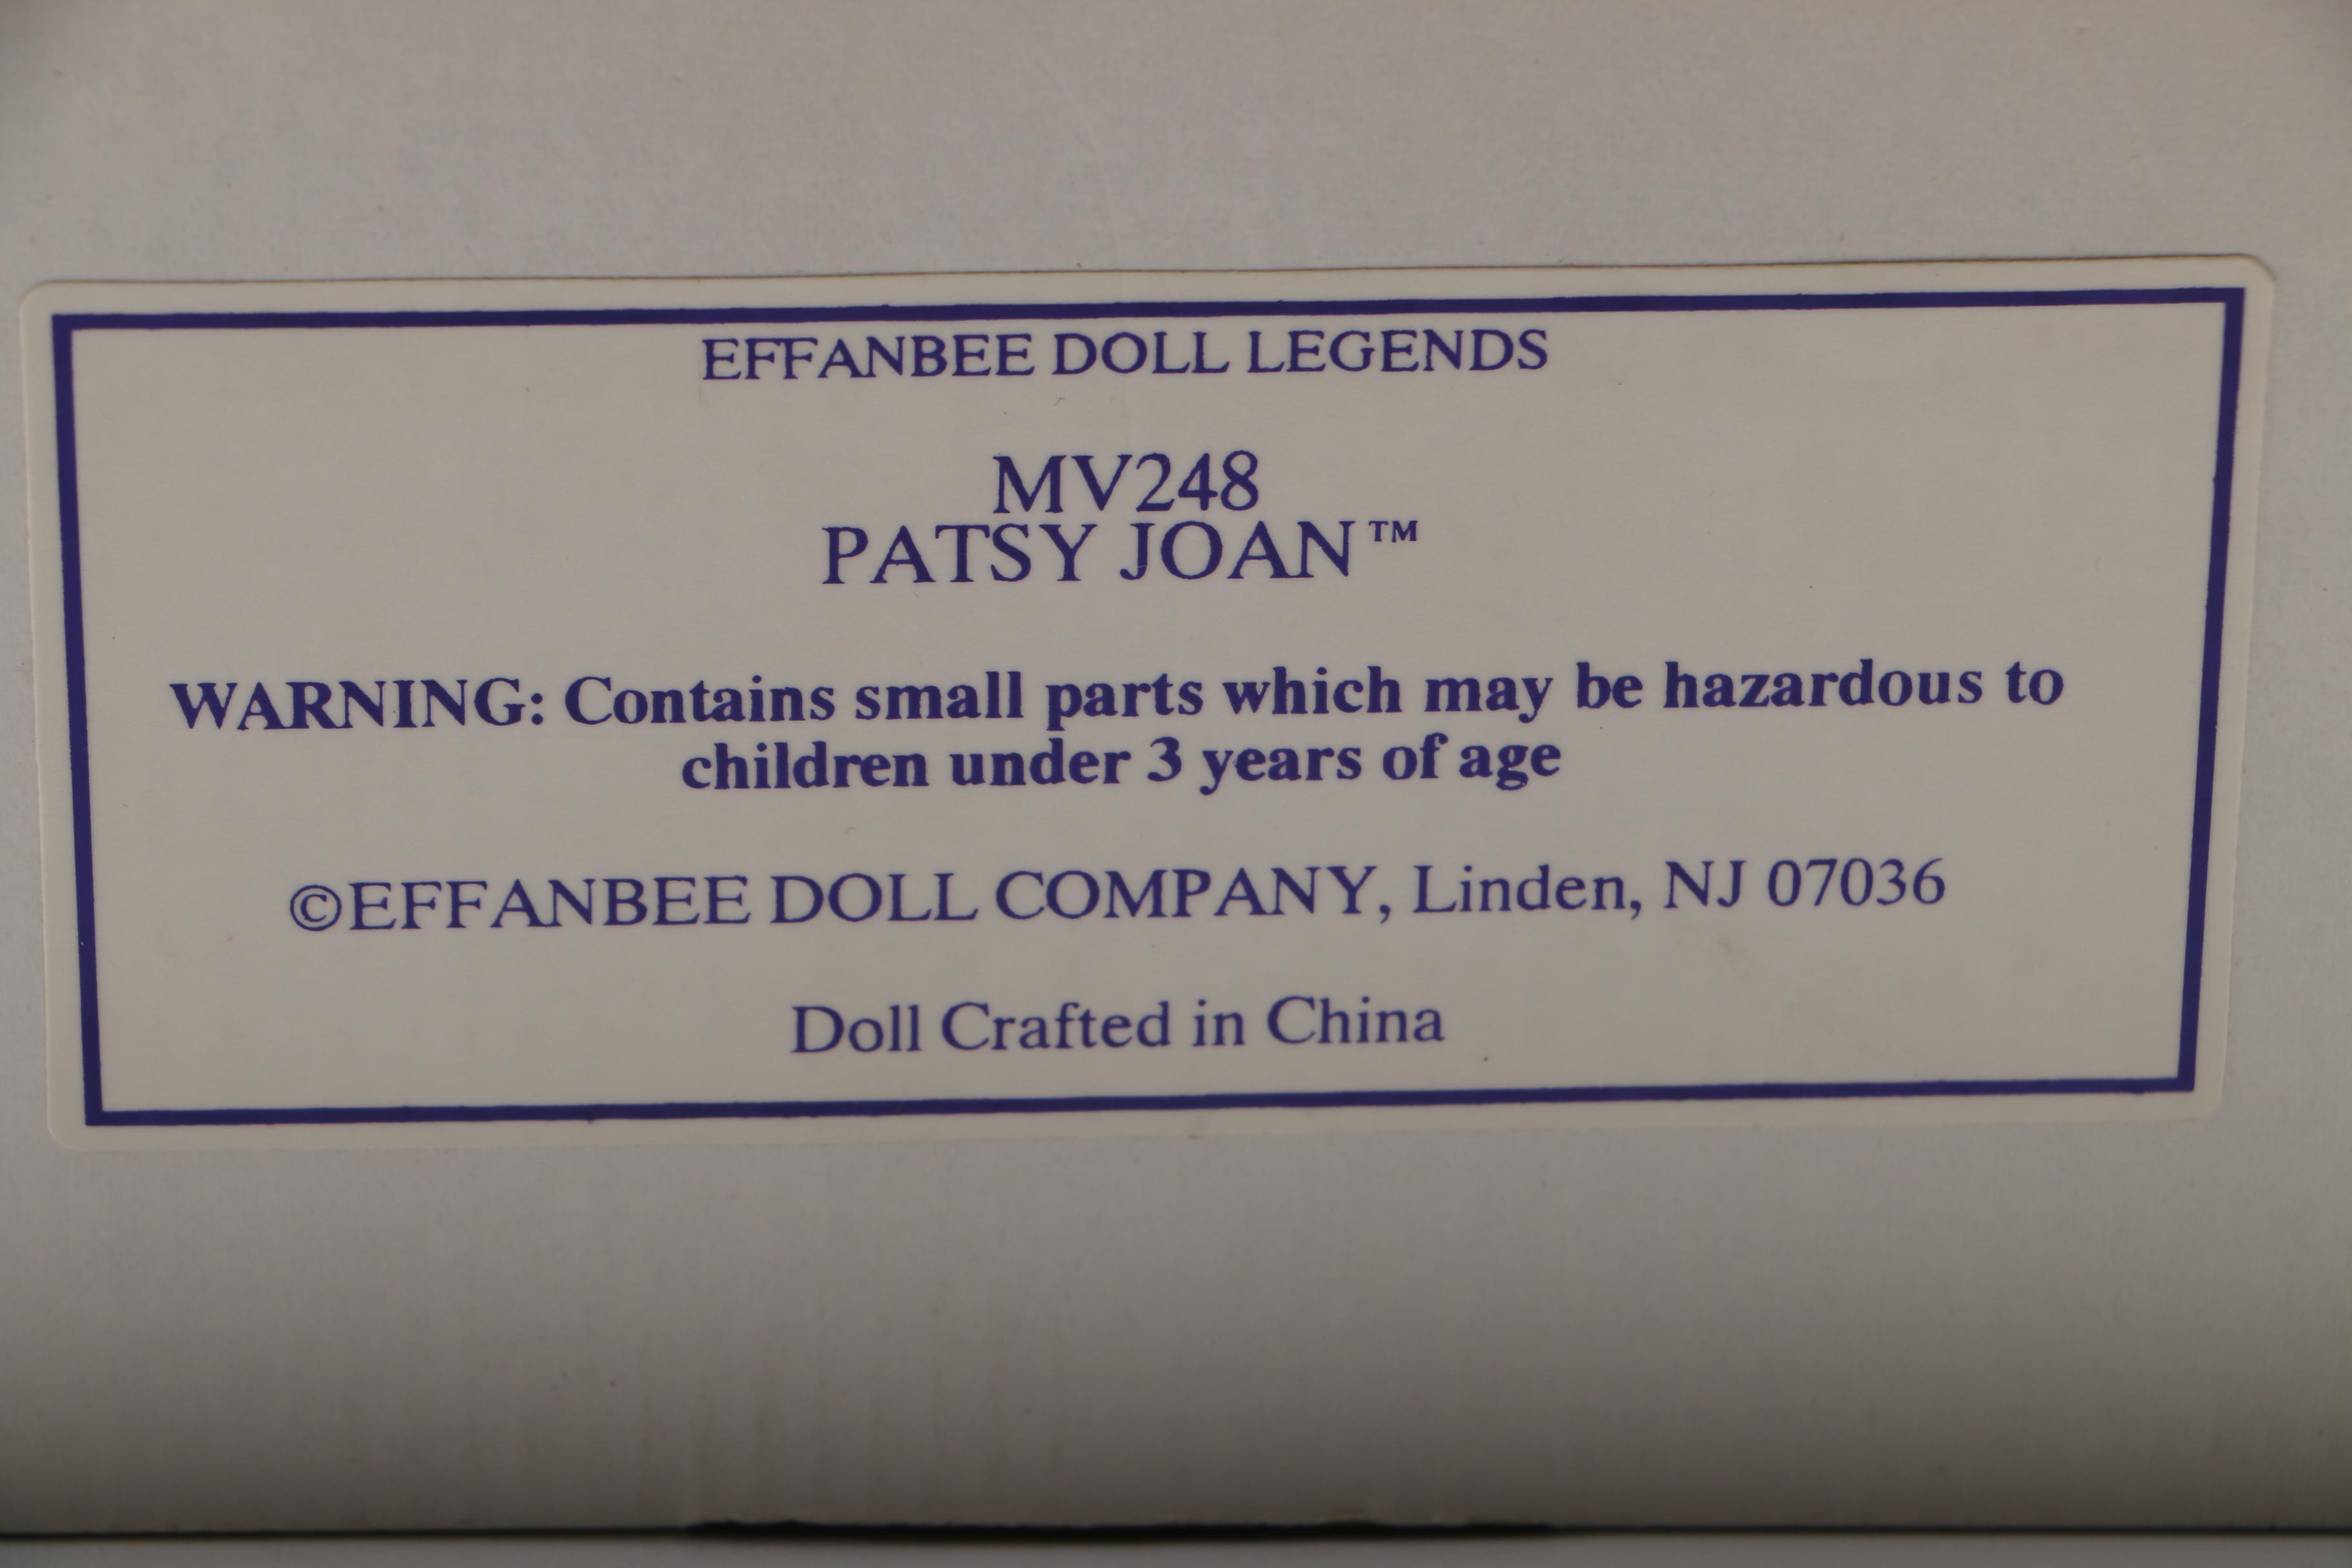 EFFANBEE DOLL LEGENDS
MV248
PATSY JOAN™
WARNING: Contains small parts which may be hazardous to
children under 3 years of age
©EFFANBEE DOLL COMPANY, Linden, NJ 07036
Doll Crafted in China